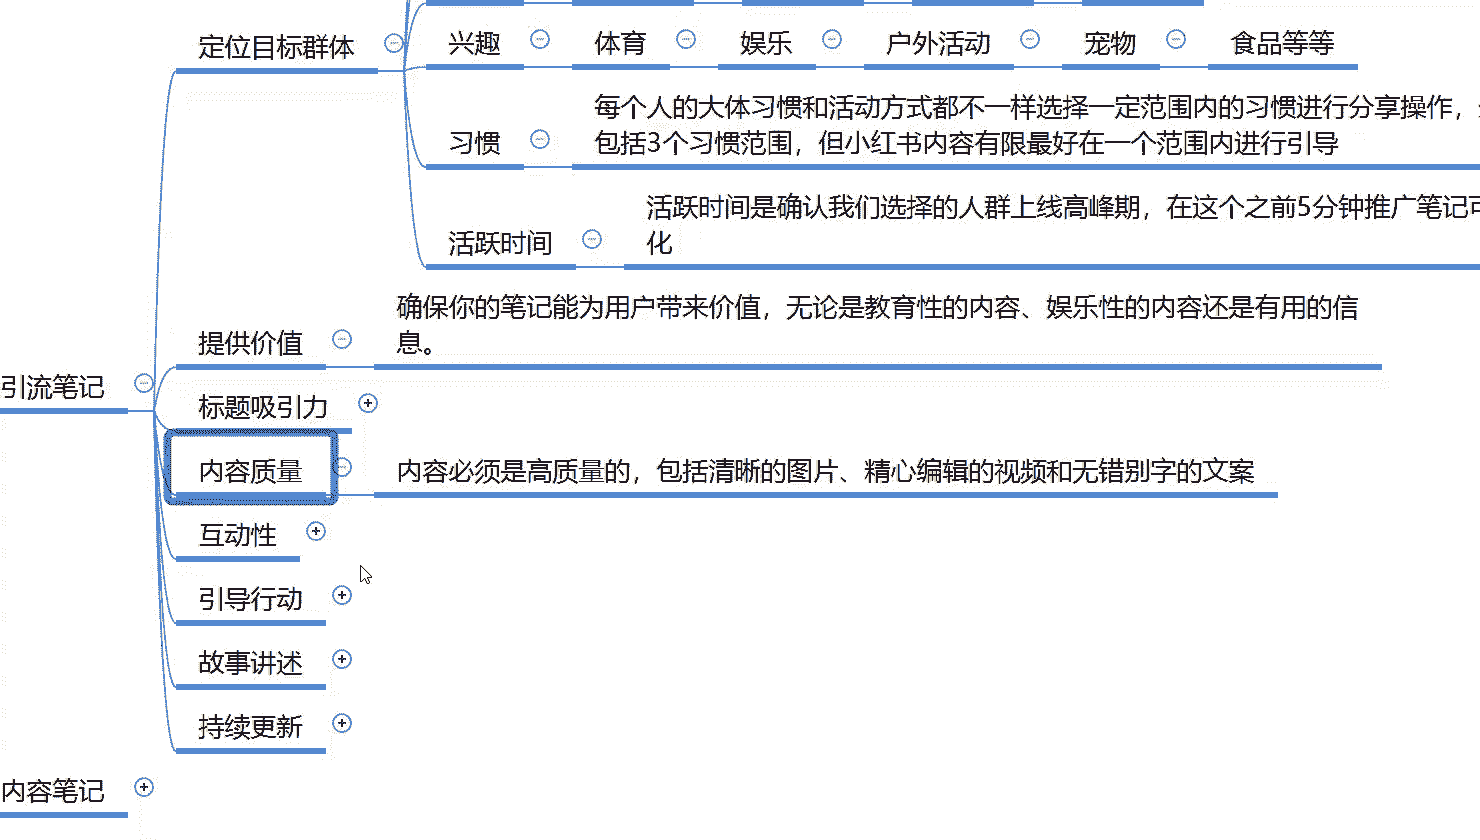 定位目标群体
兴趣
体育
娱乐
户外活动
宠物
食品等等
习惯
每个人的大体习惯和活动方式都不一样选择一定范围内的习惯进行分享操作,
包括3个习惯范围,但小红书内容有限最好在一个范围内进行引导
活跃时间
活跃时间是确认我们选择的人群上线高峰期,在这个之前5分钟推广笔记可
化
引流笔记
提供价值
确保你的笔记能为用户带来价值,无论是教育性的内容、娱乐性的内容还是有用的信
息。
标题吸引力
内容质量
内容必须是高质量的,包括清晰的图片、精心编辑的视频和无错别字的文案
互动性
引导行动
故事讲述
持续更新
内容笔记